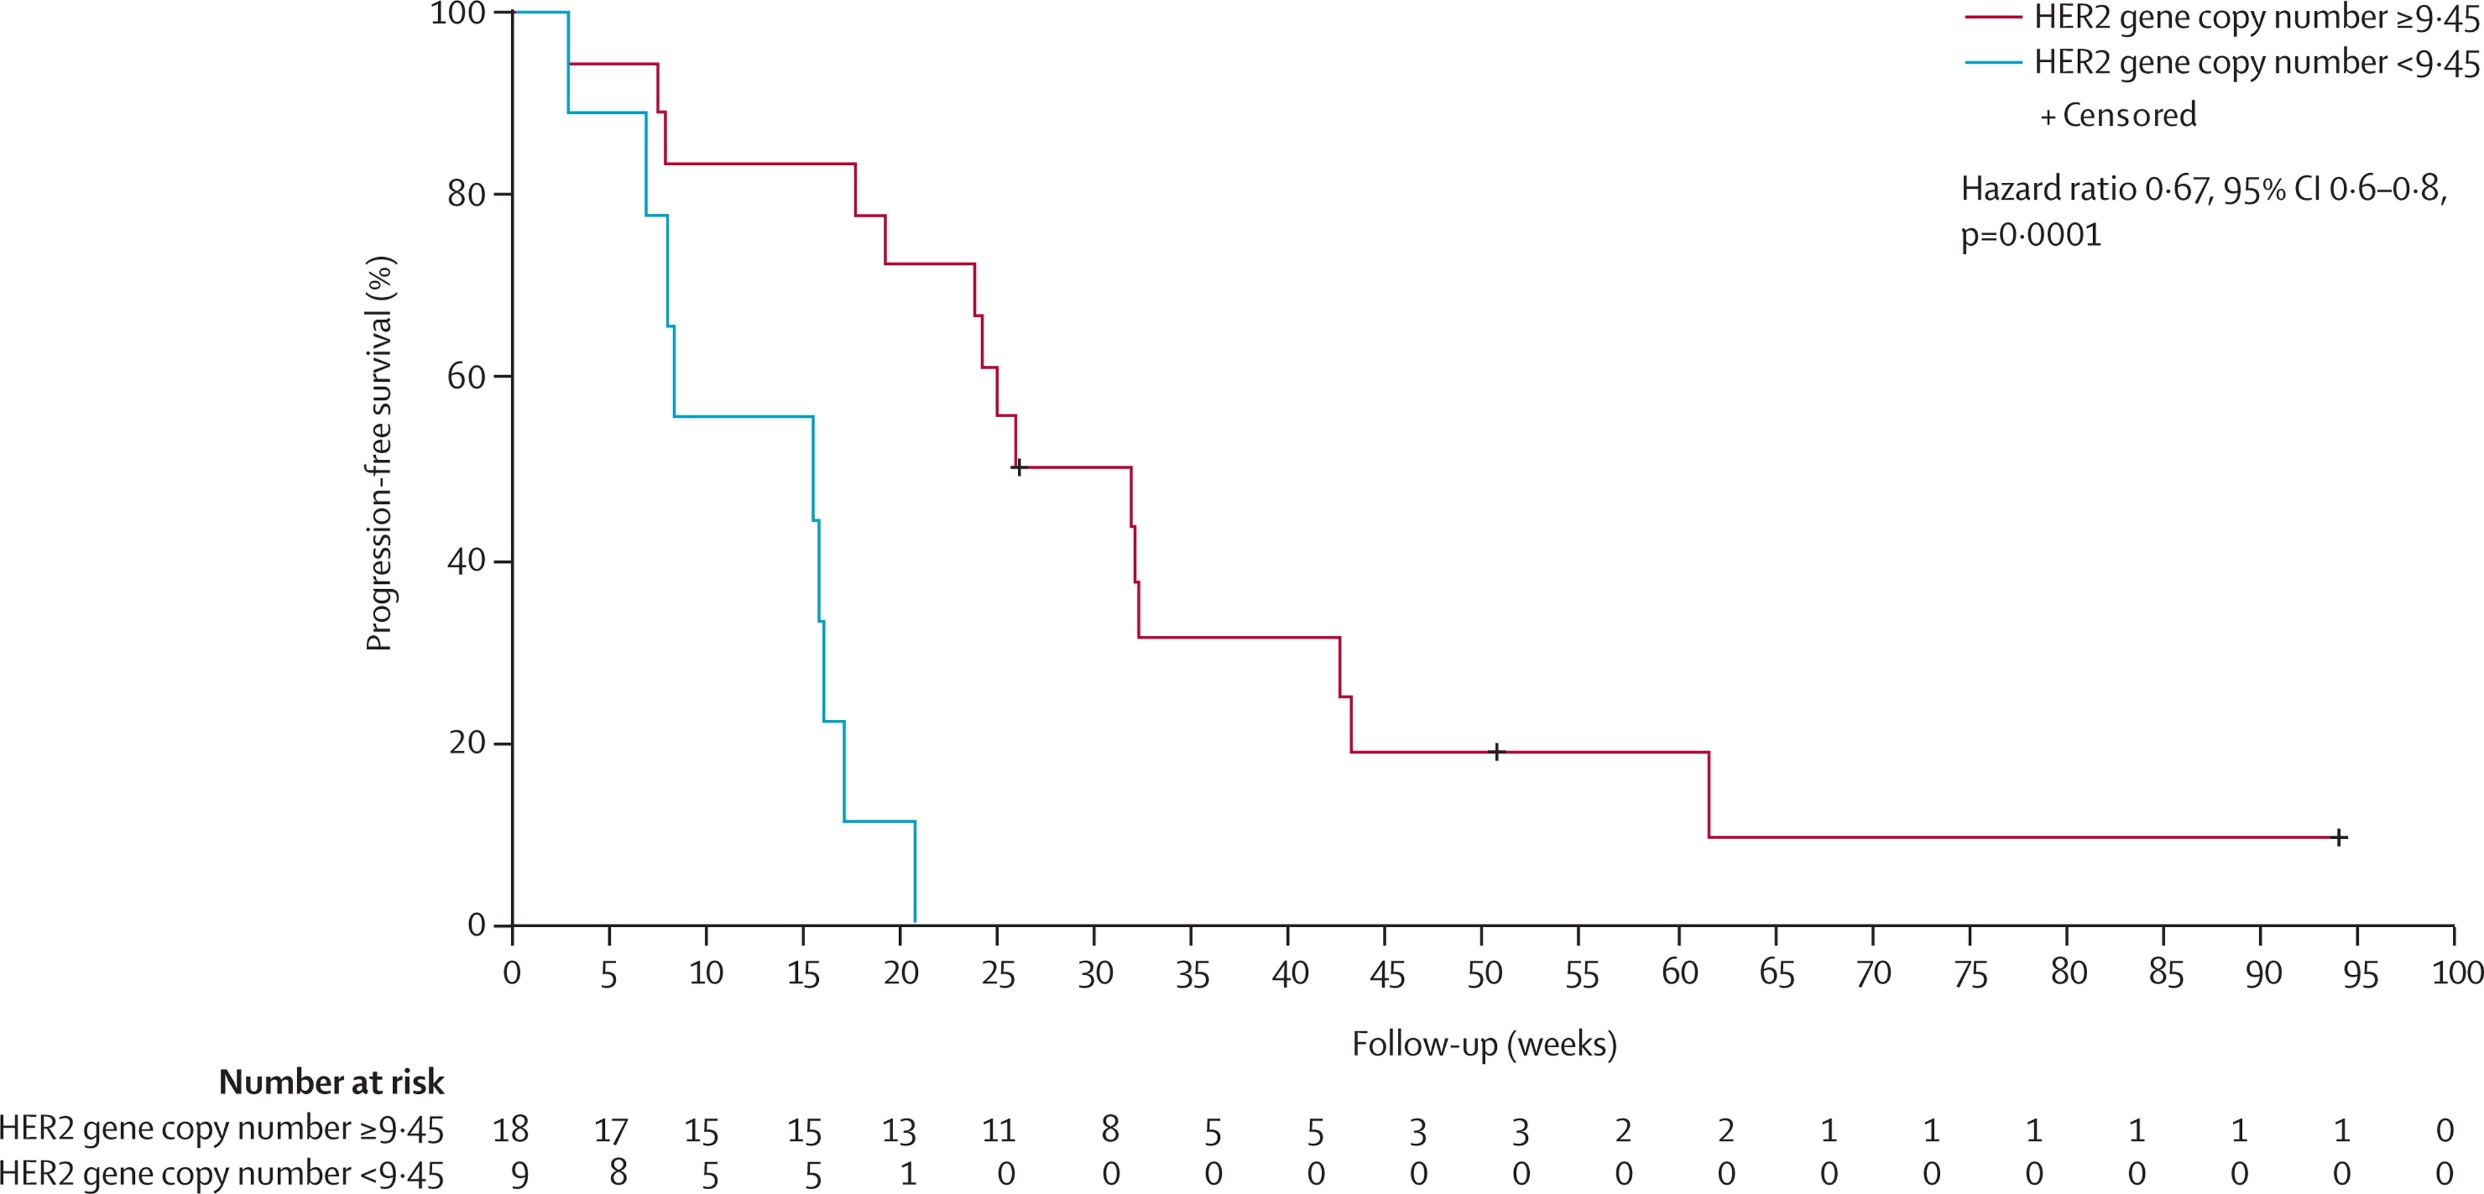 HER2 gene copy number ≥9·45
HER2 gene copy number <9·45
+ Censored
Hazard ratio 0·67, 95% CI 0·6–0·8,
p=0·0001
Progression-free survival (%)
100
80
60
40
20
0
0 5 10 15 20 25 30 35 40 45 50 55 60 65 70 75 80 85 90 95 100
Follow-up (weeks)
Number at risk
HER2 gene copy number ≥9·45 18 17 15 15 13 11 8 5 5 3 3 2 2 1 1 1 1 1 1 0
HER2 gene copy number <9·45 9 8 5 5 1 0 0 0 0 0 0 0 0 0 0 0 0 0 0 0